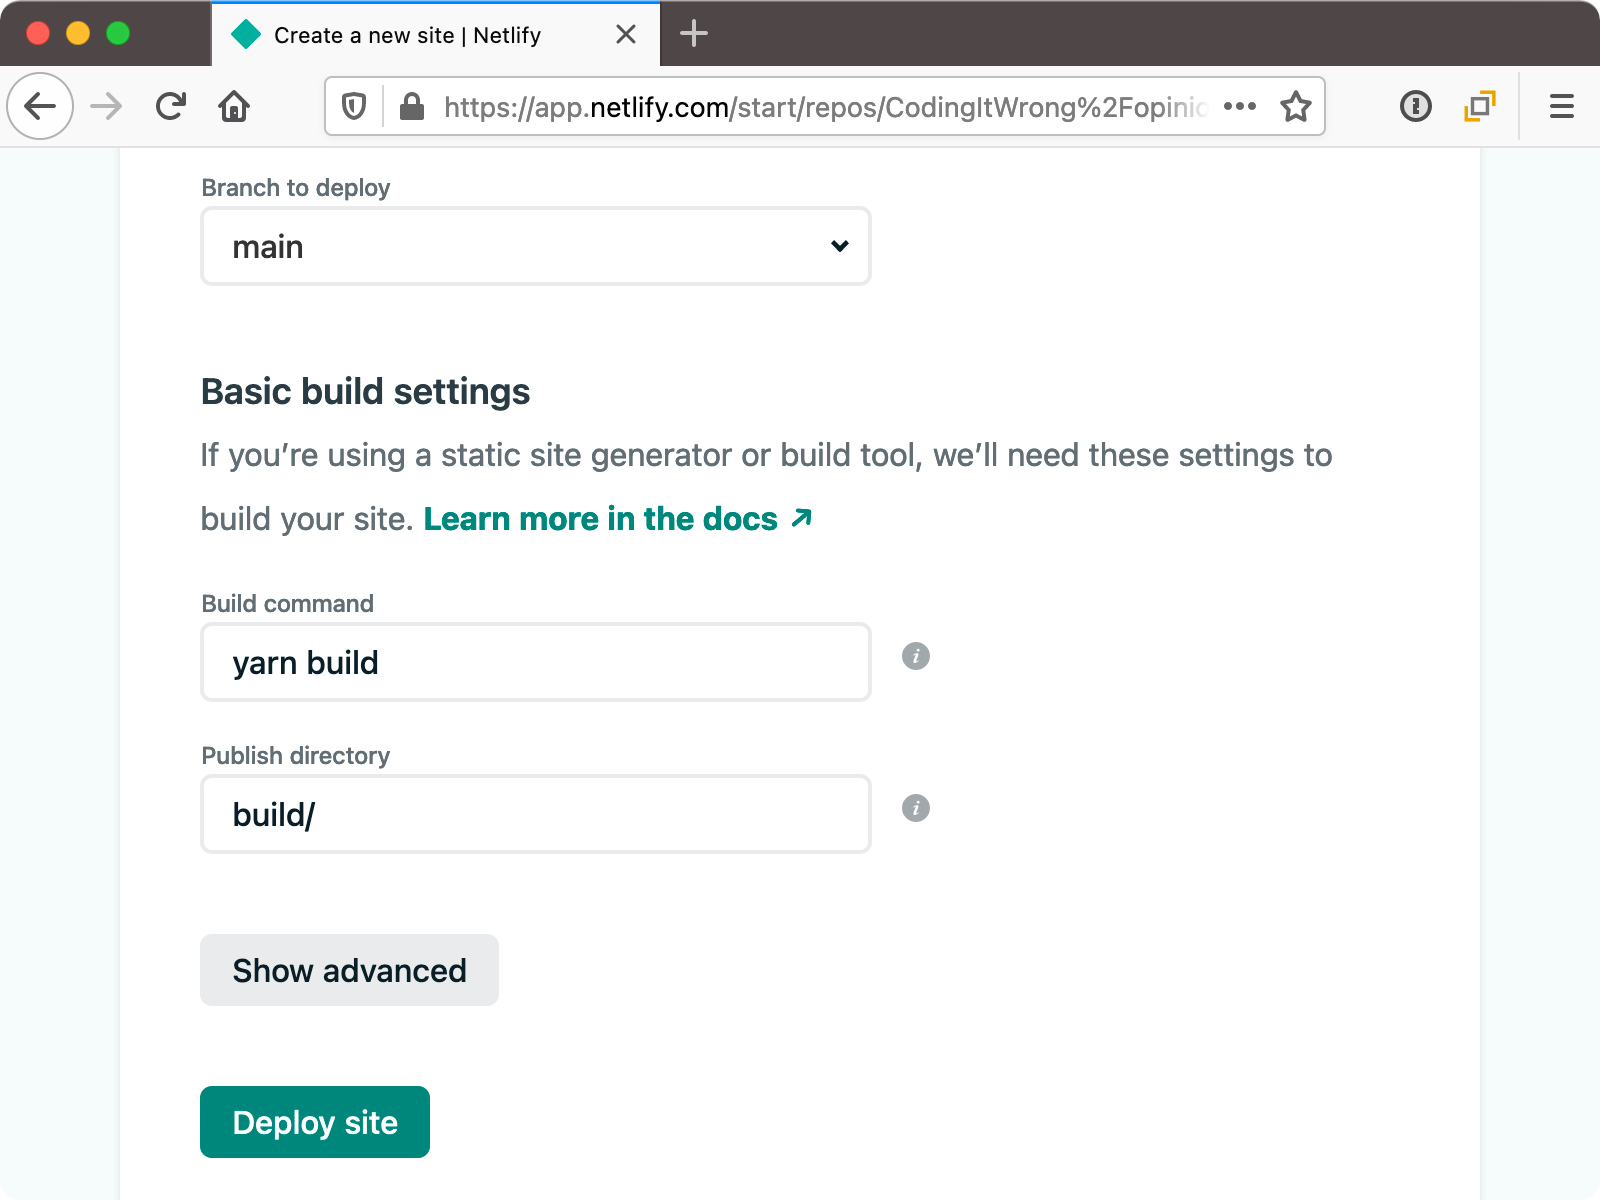 Create a new site | Netlify
https://app.netlify.com/start/repos/CodingItWrong%2Fopinio
Branch to deploy
main
Basic build settings
If you’re using a static site generator or build tool, we’ll need these settings to
build your site. Learn more in the docs
Build command
yarn build
Publish directory
build/
Show advanced
Deploy site